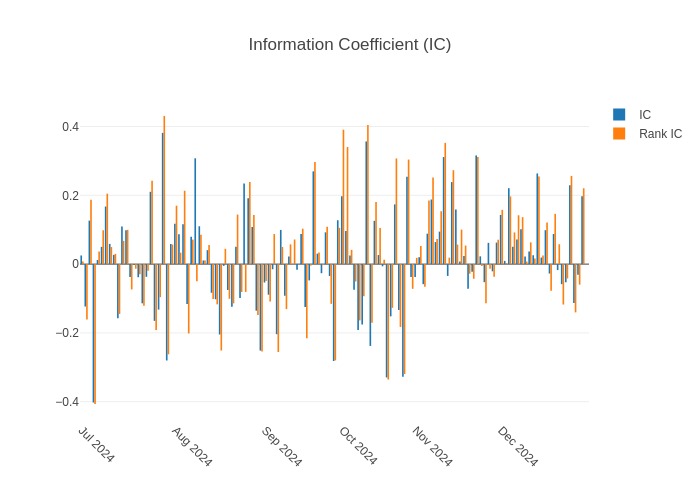 Information Coefficient (IC)
IC
Rank IC
0.4
0.2
0
−0.2
−0.4
Jul 2024
Aug 2024
Sep 2024
Oct 2024
Nov 2024
Dec 2024